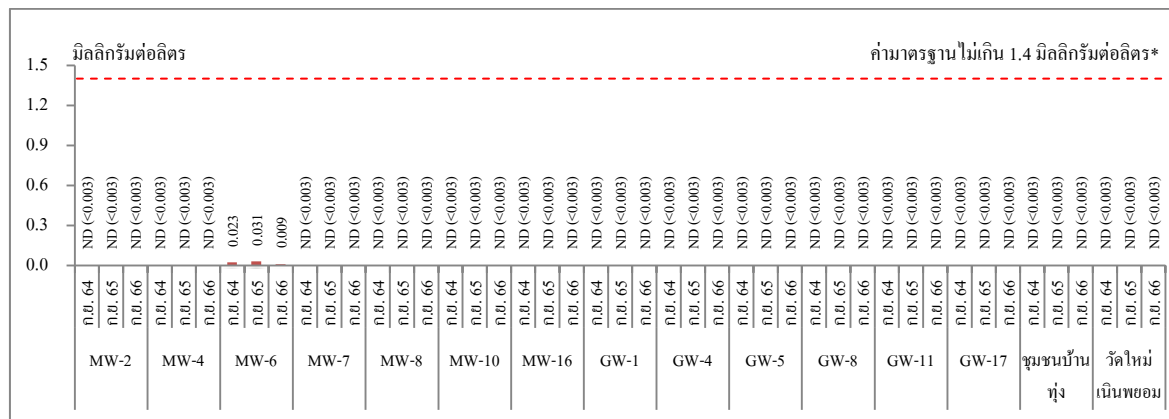 มิลลิกรัมต่อลิตร
ค่ามาตรฐานไม่เกิน 1.4 มิลลิกรัมต่อลิตร*
1.5
1.2
0.9
0.6
0.3
0.0
ND (<0.003) ND (<0.003) ND (<0.003) ND (<0.003) ND (<0.003) ND (<0.003) 0.023 0.031 0.009 ND (<0.003) ND (<0.003) ND (<0.003) ND (<0.003) ND (<0.003) ND (<0.003) ND (<0.003) ND (<0.003) ND (<0.003) ND (<0.003) ND (<0.003) ND (<0.003) ND (<0.003) ND (<0.003) ND (<0.003) ND (<0.003) ND (<0.003) ND (<0.003) ND (<0.003) ND (<0.003) ND (<0.003) ND (<0.003) ND (<0.003) ND (<0.003) ND (<0.003) ND (<0.003) ND (<0.003) ND (<0.003) ND (<0.003) ND (<0.003) ND (<0.003) ND (<0.003) ND (<0.003) ND (<0.003) ND (<0.003) ND (<0.003)
ก.ย. 64 ก.ย. 65 ก.ย. 66 ก.ย. 64 ก.ย. 65 ก.ย. 66 ก.ย. 64 ก.ย. 65 ก.ย. 66 ก.ย. 64 ก.ย. 65 ก.ย. 66 ก.ย. 64 ก.ย. 65 ก.ย. 66 ก.ย. 64 ก.ย. 65 ก.ย. 66 ก.ย. 64 ก.ย. 65 ก.ย. 66 ก.ย. 64 ก.ย. 65 ก.ย. 66 ก.ย. 64 ก.ย. 65 ก.ย. 66 ก.ย. 64 ก.ย. 65 ก.ย. 66 ก.ย. 64 ก.ย. 65 ก.ย. 66 ก.ย. 64 ก.ย. 65 ก.ย. 66 ก.ย. 64 ก.ย. 65 ก.ย. 66 ก.ย. 64 ก.ย. 65 ก.ย. 66 ก.ย. 64 ก.ย. 65 ก.ย. 66
MW-2 MW-4 MW-6 MW-7 MW-8 MW-10 MW-16 GW-1 GW-4 GW-5 GW-8 GW-11 GW-17 ชุมชนบ้าน วัดใหม่
ทุ่ง เนินพยอม